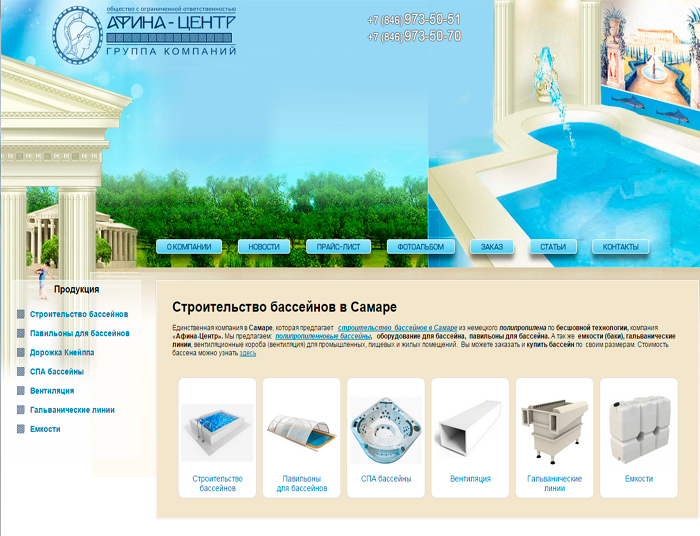 общество с ограниченной ответственностью
АФИНА-ЦЕНТР
ГРУППА КОМПАНИЙ
+7 (846) 973-50-51
+7 (846) 973-50-70
О КОМПАНИИ
НОВОСТИ
ПРАЙС-ЛИСТ
ФОТОАЛЬБОМ
ЗАКАЗ
СТАТЬИ
КОНТАКТЫ
Продукция
Строительство бассейнов
Павильоны для бассейнов
Дорожка Кнейппа
СПА бассейны
Вентиляция
Гальванические линии
Емкости
Строительство бассейнов в Самаре
Единственная компания в Самаре, которая предлагает строительство бассейнов в Самаре из немецкого полипропилена по бесшовной технологии, компания
«Афина-Центр». Мы предлагаем: полипропиленновые бассейны, оборудование для бассейна, павильоны для бассейна. А так же емкости (баки), гальванические
линии, вентиляционные короба (вентиляция) для промышленных, пищевых и жилых помещений. Вы можете заказать и купить бассейн по своим размерам. Стоимость
бассена можно узнать здесь
Строительство
бассейнов
Павильоны
для бассейнов
СПА бассейны
Вентиляция
Гальванические
линии
Емкости